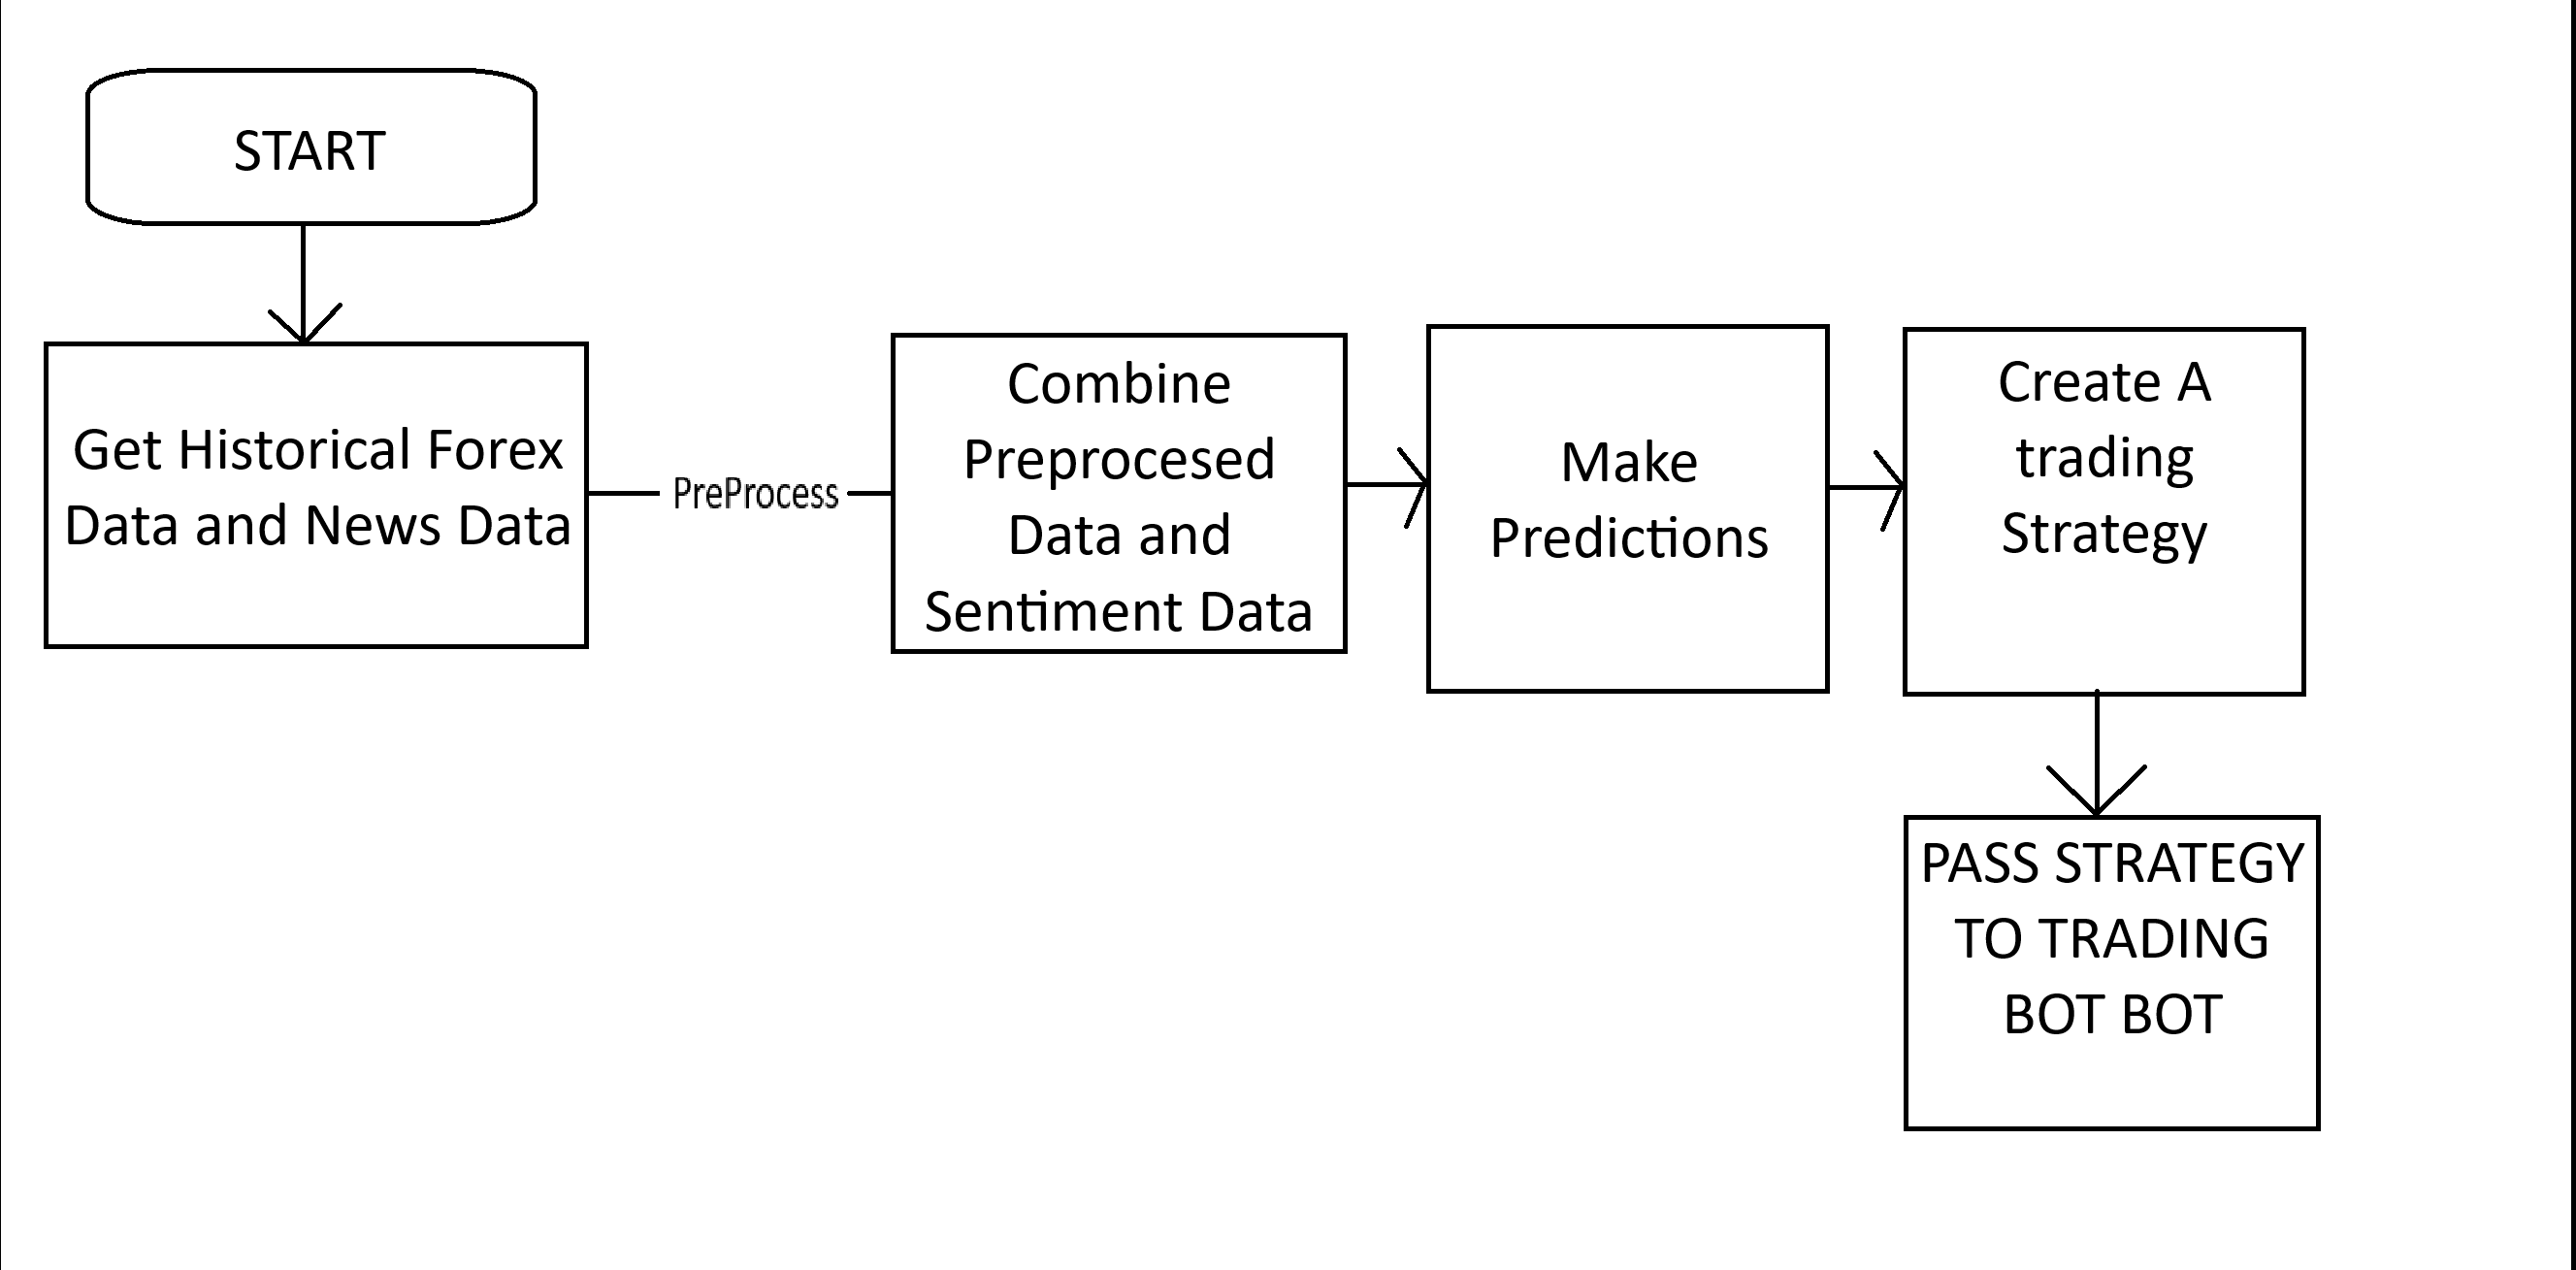 START
Get Historical Forex
Data and News Data
PreProcess
Combine
Preprocesed
Data and
Sentiment Data
Make
Predictions
Create A
trading
Strategy
PASS STRATEGY
TO TRADING
BOT BOT